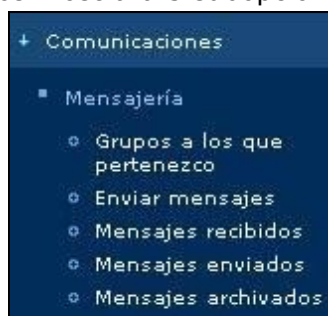 Comunicaciones
Mensajería
Grupos a los que
pertenezco
Enviar mensajes
Mensajes recibidos
Mensajes enviados
Mensajes archivados